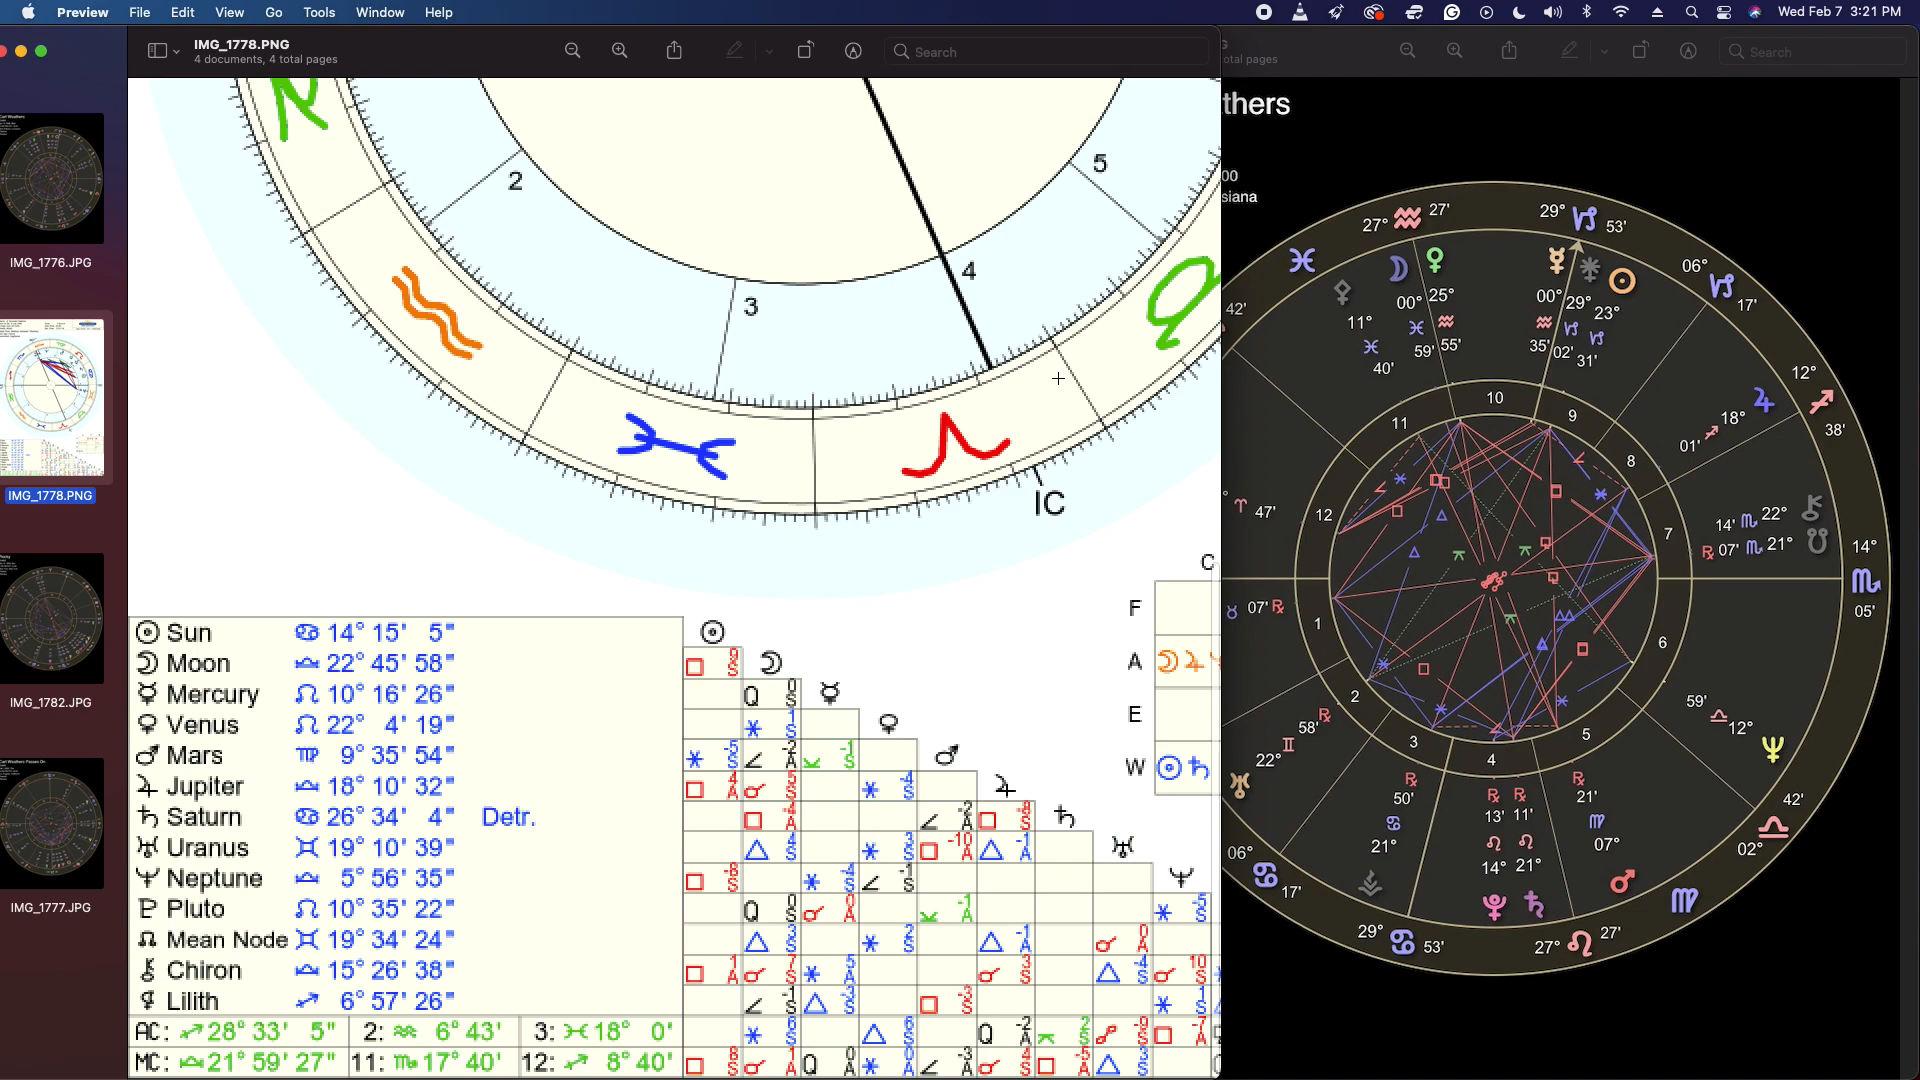 Preview File Edit View Go Tools Window Help
Wed Feb 7 3:21 PM
IMG_1778.PNG
4 documents, 4 total pages
Search
otal pages
Search
IMG_1776.JPG
IMG_1778.PNG
IMG_1782.JPG
IMG_1777.JPG
2
3
4
5
IC
C
F
A
E
W
☉ Sun ♋ 14° 15' 5"
☽ Moon ♎ 22° 45' 58"
☿ Mercury ♌ 10° 16' 26"
♀ Venus ♌ 22° 4' 19"
♂ Mars ♍ 9° 35' 54"
♃ Jupiter ♎ 18° 10' 32"
♄ Saturn ♋ 26° 34' 4" Detr.
♅ Uranus ♊ 19° 10' 39"
♆ Neptune ♎ 5° 56' 35"
♇ Pluto ♌ 10° 35' 22"
☊ Mean Node ♊ 19° 34' 24"
⚷ Chiron ♎ 15° 26' 38"
⚸ Lilith ♐ 6° 57' 26"
AC: ♐ 28° 33' 5" 2: ♒ 6° 43' 3: ♓ 18° 0'
MC: ♎ 21° 59' 27" 11: ♏ 17° 40' 12: ♐ 8° 40'
thers
00
siana
27° ♒ 27'
29° ♑ 53'
06° ♑ 17'
12° ♐ 38'
14° ♏ 05'
42' ♎ 02°
♍
27° ♌ 27'
29° ♋ 53'
06° ♋ 17'
42'
11° ♓ 40'
00° ♓ 59'
25° ♒ 55'
00° ♒ 35'
29° ♑ 02'
23° ♑ 31'
18° ♐ 01'
14' ♏ 22°
℞ 07' ♏ 21°
59' ♎ 12°
℞ 21' ♍ 07°
℞ 13' ♌ 14°
℞ 11' ♌ 21°
℞ 50' ♋ 21°
℞ 58' ♊ 22°
♉ 07' ℞
♈ 47'
1
2
3
4
5
6
7
8
9
10
11
12